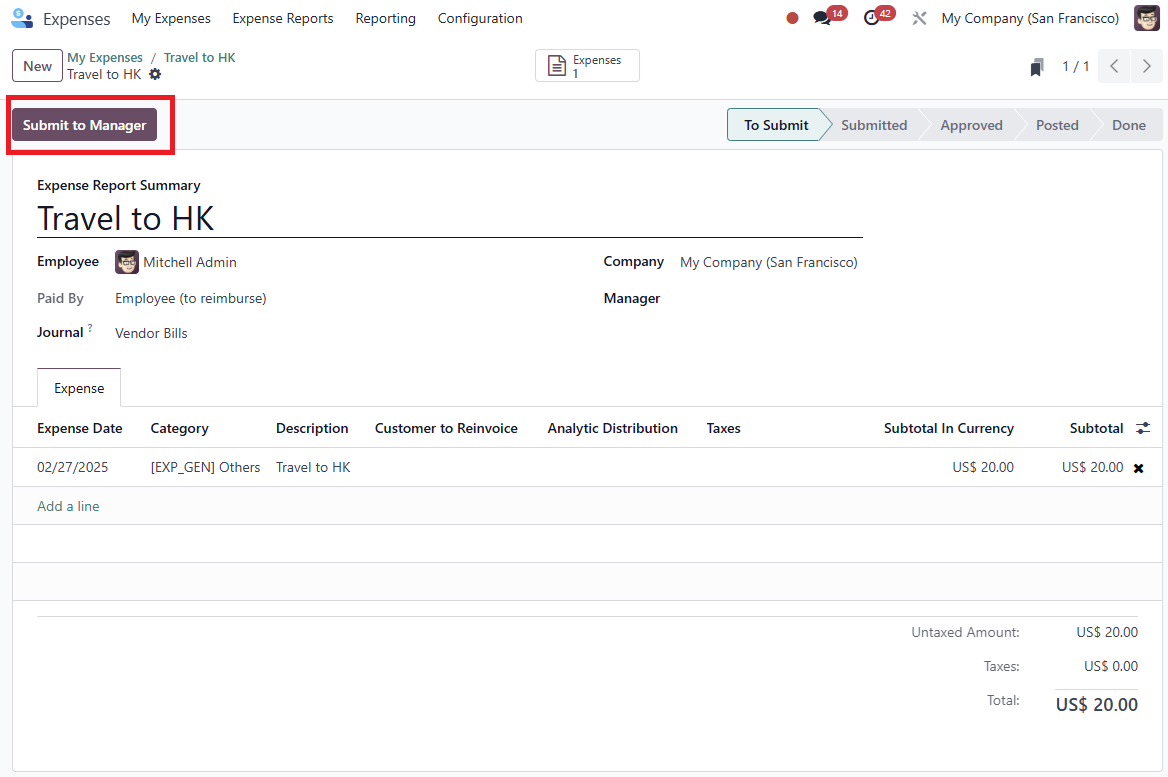 Expenses My Expenses Expense Reports Reporting Configuration 14 42 My Company (San Francisco)
New My Expenses / Travel to HK Expenses 1 1 / 1
Travel to HK
Submit to Manager To Submit Submitted Approved Posted Done
Expense Report Summary
Travel to HK
Employee Mitchell Admin Company My Company (San Francisco)
Paid By Employee (to reimburse) Manager
Journal ? Vendor Bills
Expense
Expense Date Category Description Customer to Reinvoice Analytic Distribution Taxes Subtotal In Currency Subtotal
02/27/2025 [EXP_GEN] Others Travel to HK US$ 20.00 US$ 20.00
Add a line
Untaxed Amount: US$ 20.00
Taxes: US$ 0.00
Total: US$ 20.00